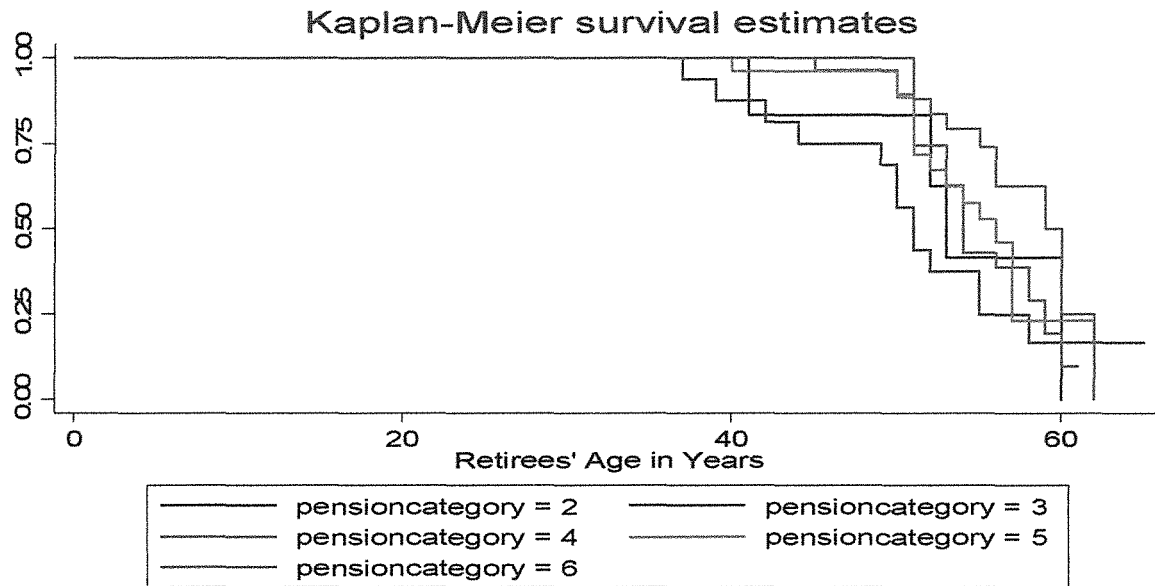 Kaplan-Meier survival estimates
1.00
0.75
0.50
0.25
0.00
0 20 40 60
Retirees' Age in Years
pensioncategory = 2 pensioncategory = 3
pensioncategory = 4 pensioncategory = 5
pensioncategory = 6